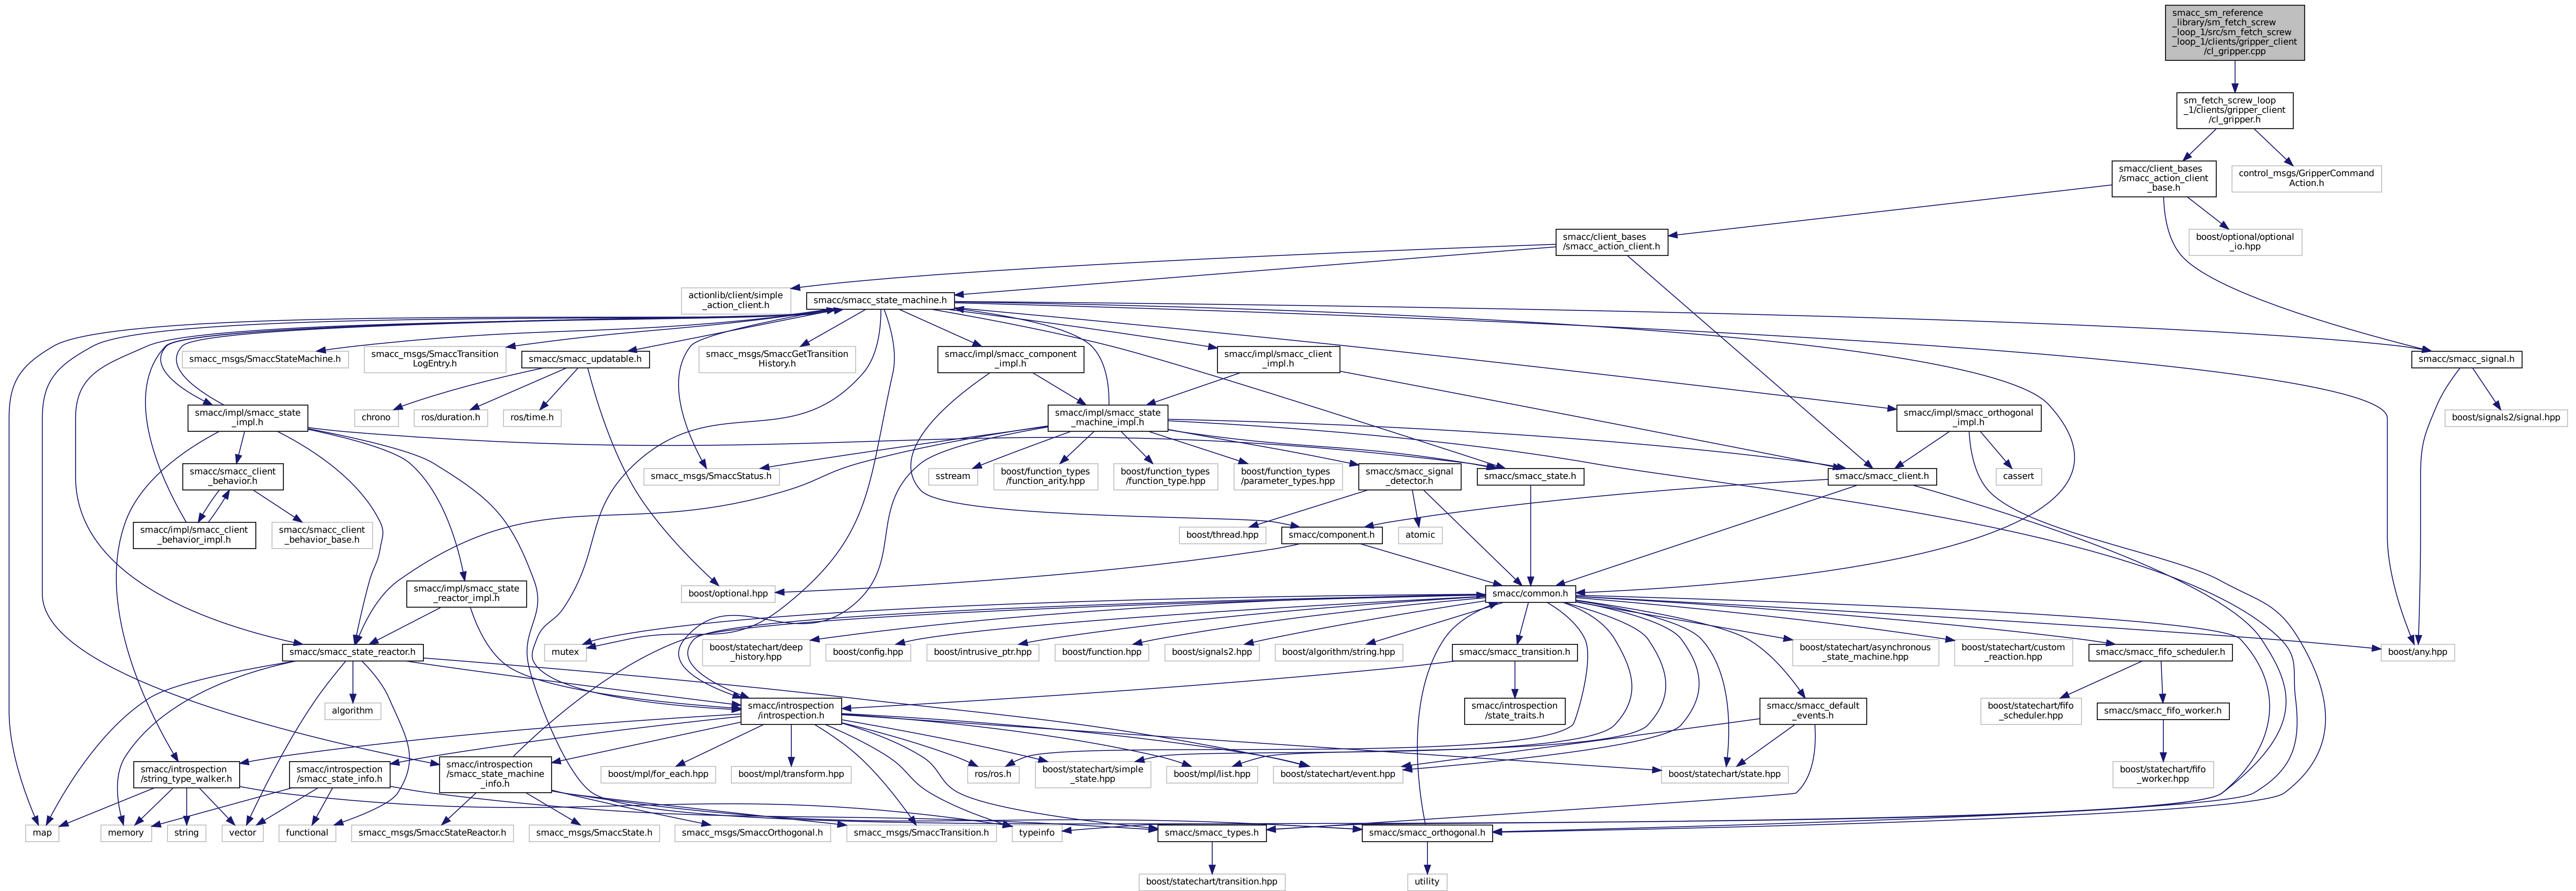 smacc_sm_reference
_library/sm_fetch_screw
_loop_1/src/sm_fetch_screw
_loop_1/clients/gripper_client
/cl_gripper.cpp
sm_fetch_screw_loop
_1/clients/gripper_client
/cl_gripper.h
smacc/client_bases
/smacc_action_client
_base.h
control_msgs/GripperCommand
Action.h
smacc/client_bases
/smacc_action_client.h
boost/optional/optional
_io.hpp
actionlib/client/simple
_action_client.h
smacc/smacc_state_machine.h
smacc_msgs/SmaccStateMachine.h
smacc_msgs/SmaccTransition
LogEntry.h
smacc/smacc_updatable.h
smacc_msgs/SmaccGetTransition
History.h
smacc/impl/smacc_component
_impl.h
smacc/impl/smacc_client
_impl.h
smacc/smacc_signal.h
chrono
ros/duration.h
ros/time.h
smacc/impl/smacc_state
_impl.h
smacc/impl/smacc_state
_machine_impl.h
smacc/impl/smacc_orthogonal
_impl.h
boost/signals2/signal.hpp
smacc/smacc_client
_behavior.h
smacc_msgs/SmaccStatus.h
sstream
boost/function_types
/function_arity.hpp
boost/function_types
/function_type.hpp
boost/function_types
/parameter_types.hpp
smacc/smacc_signal
_detector.h
smacc/smacc_state.h
smacc/smacc_client.h
cassert
smacc/impl/smacc_client
_behavior_impl.h
smacc/smacc_client
_behavior_base.h
boost/thread.hpp
smacc/component.h
atomic
smacc/impl/smacc_state
_reactor_impl.h
boost/optional.hpp
smacc/common.h
smacc/smacc_state_reactor.h
mutex
boost/statechart/deep
_history.hpp
boost/config.hpp
boost/intrusive_ptr.hpp
boost/function.hpp
boost/signals2.hpp
boost/algorithm/string.hpp
smacc/smacc_transition.h
boost/statechart/asynchronous
_state_machine.hpp
boost/statechart/custom
_reaction.hpp
smacc/smacc_fifo_scheduler.h
boost/any.hpp
algorithm
smacc/introspection
/introspection.h
smacc/introspection
/state_traits.h
smacc/smacc_default
_events.h
boost/statechart/fifo
_scheduler.hpp
smacc/smacc_fifo_worker.h
smacc/introspection
/string_type_walker.h
smacc/introspection
/smacc_state_info.h
smacc/introspection
/smacc_state_machine
_info.h
boost/mpl/for_each.hpp
boost/mpl/transform.hpp
ros/ros.h
boost/statechart/simple
_state.hpp
boost/mpl/list.hpp
boost/statechart/event.hpp
boost/statechart/state.hpp
boost/statechart/fifo
_worker.hpp
map
memory
string
vector
functional
smacc_msgs/SmaccStateReactor.h
smacc_msgs/SmaccState.h
smacc_msgs/SmaccOrthogonal.h
smacc_msgs/SmaccTransition.h
typeinfo
smacc/smacc_types.h
smacc/smacc_orthogonal.h
boost/statechart/transition.hpp
utility